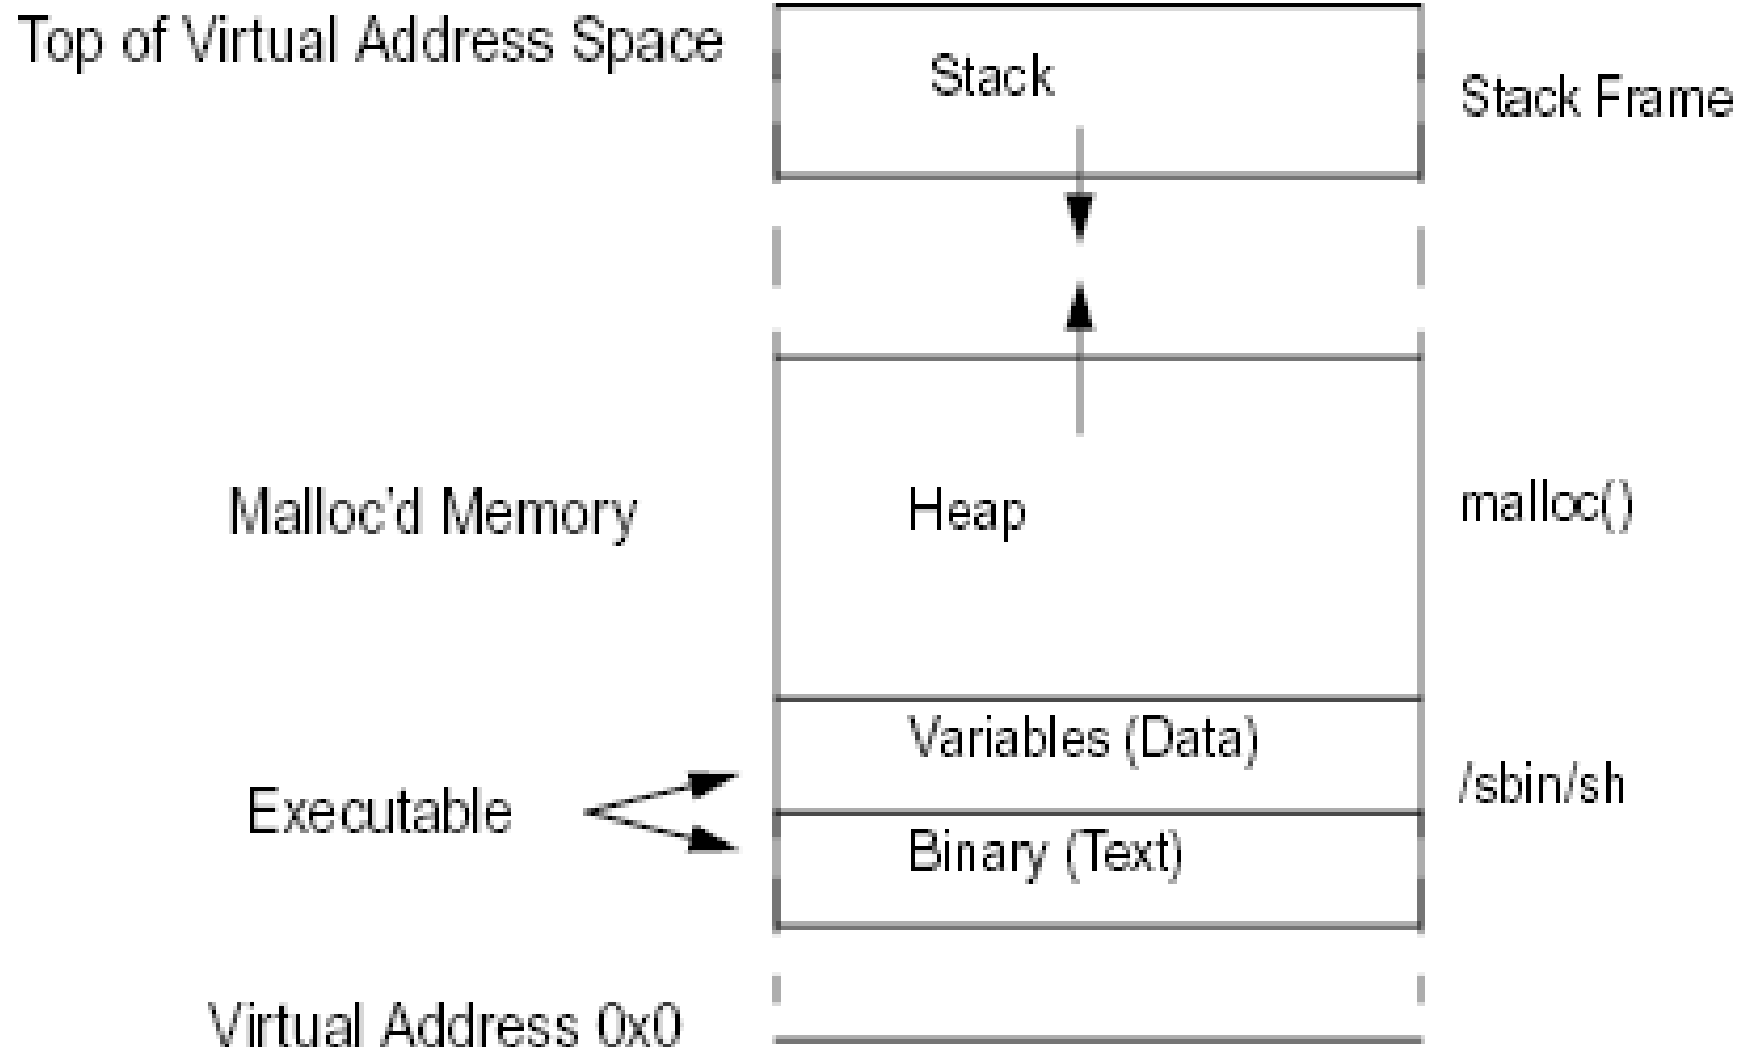 Top of Virtual Address Space
Stack
Stack Frame
Malloc'd Memory
Heap
malloc()
Variables (Data)
Executable
/sbin/sh
Binary (Text)
Virtual Address 0x0